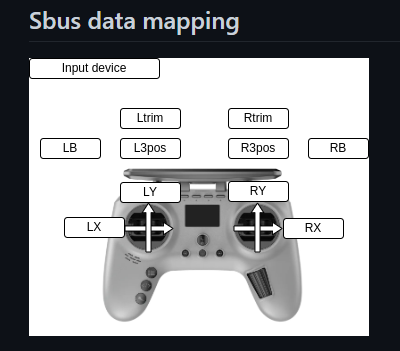 Sbus data mapping
Input device
Ltrim
Rtrim
LB
L3pos
R3pos
RB
LY
RY
LX
RX